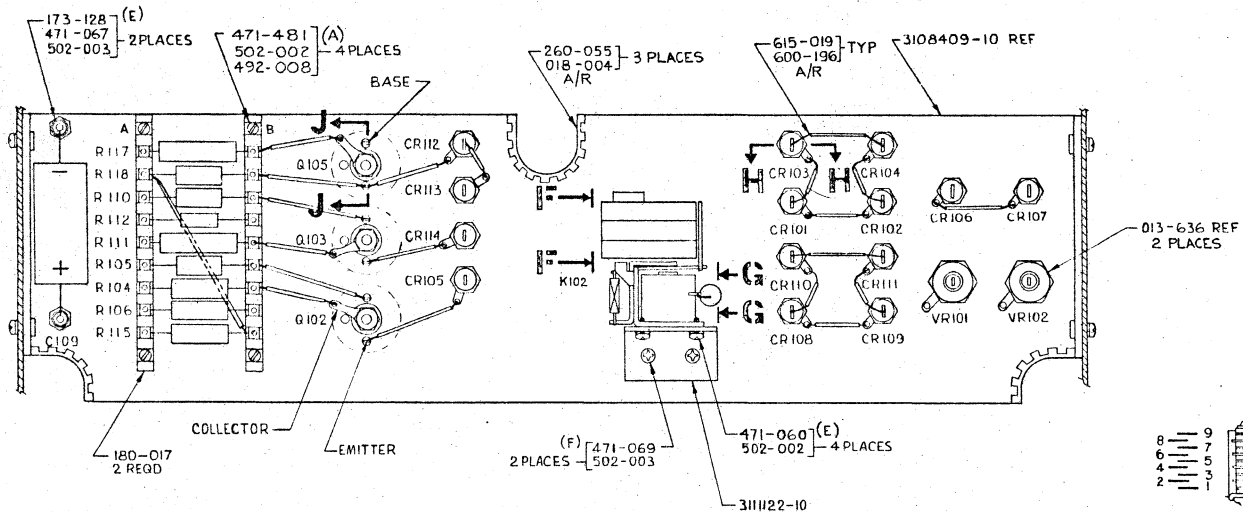 173-128 (E)
471-067
502-003
2 PLACES
471-481 (A)
502-002
492-008
4 PLACES
BASE
260-055
018-004
A/R
3 PLACES
615-019
600-196
A/R
TYP
3108409-10 REF
A
B
R117
R118
R110
R112
R111
R105
R104
R106
R115
C109
J
J
Q105
Q103
Q102
CR112
CR113
CR114
CR105
K102
H
H
CR103
CR104
CR101
CR102
CR106
CR107
013-636 REF
2 PLACES
G
G
CR110
CR111
CR108
CR109
VR101
VR102
COLLECTOR
EMITTER
180-017
2 REQD
(F)
2 PLACES
471-069
502-003
471-060 (E)
502-002
4 PLACES
3111122-10
9
8
7
6
5
4
3
2
1